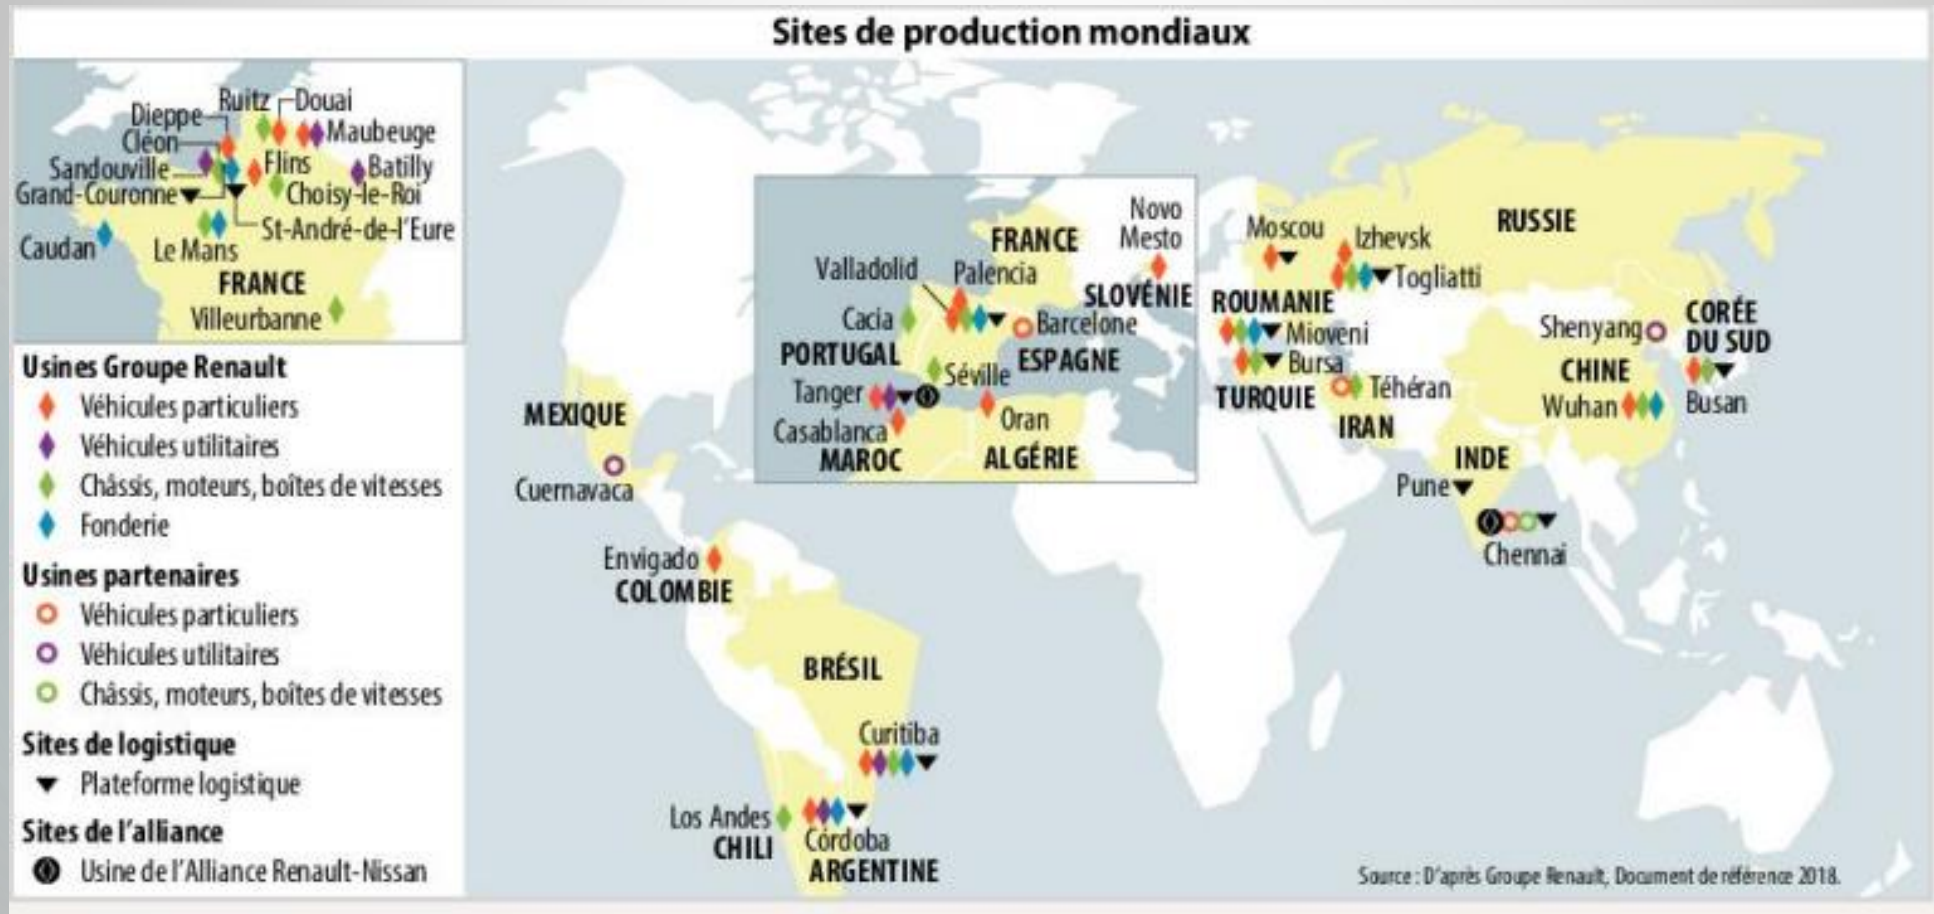 Sites de production mondiaux
Ruitz
Douai
Dieppe
Maubeuge
Cléon
Sandouville
Flins
Batilly
Grand-Couronne
Choisy-le-Roi
St-André-de-l'Eure
Caudan
Le Mans
FRANCE
Villeurbanne
Usines Groupe Renault
Véhicules particuliers
Véhicules utilitaires
Châssis, moteurs, boîtes de vitesses
Fonderie
Usines partenaires
Véhicules particuliers
Véhicules utilitaires
Châssis, moteurs, boîtes de vitesses
Sites de logistique
Plateforme logistique
Sites de l'alliance
Usine de l'Alliance Renault-Nissan
MEXIQUE
Cuernavaca
Envigado
COLOMBIE
BRÉSIL
Curitiba
Los Andes
CHILI
Córdoba
ARGENTINE
Novo
Mesto
FRANCE
Valladolid
Palencia
SLOVÉNIE
Cacia
Barcelone
PORTUGAL
ESPAGNE
Séville
Tanger
Casablanca
Oran
MAROC
ALGÉRIE
RUSSIE
Moscou
Izhevsk
Togliatti
ROUMANIE
Mioveni
Bursa
TURQUIE
Téhéran
IRAN
Shenyang
CORÉE
DU SUD
CHINE
Wuhan
Busan
INDE
Pune
Chennai
Source : D'après Groupe Renault, Document de référence 2018.